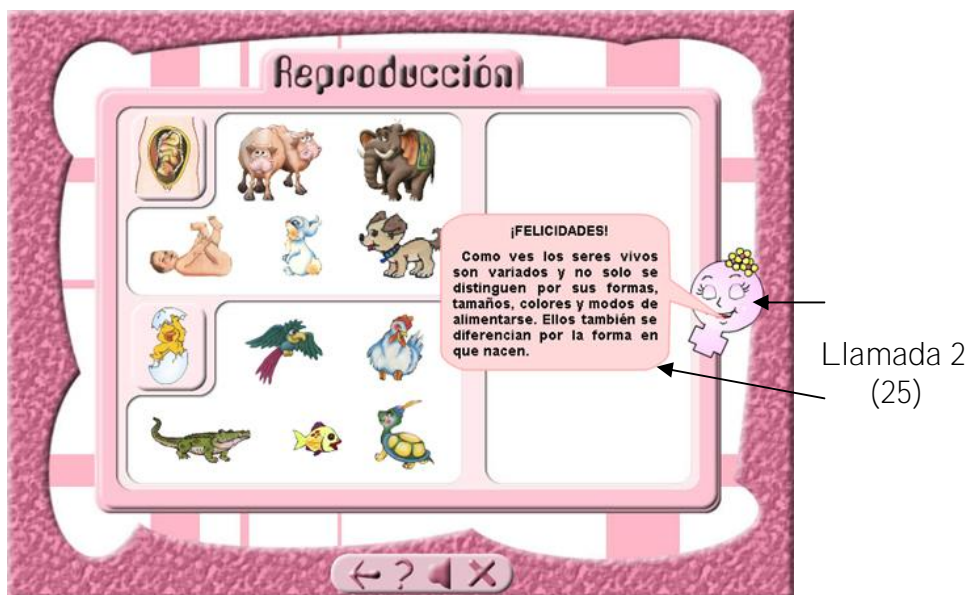 Reproducción
¡FELICIDADES!
Como ves los seres vivos
son variados y no solo se
distinguen por sus formas,
tamaños, colores y modos de
alimentarse. Ellos también se
diferencian por la forma en
que nacen.
Llamada 2
(25)
?